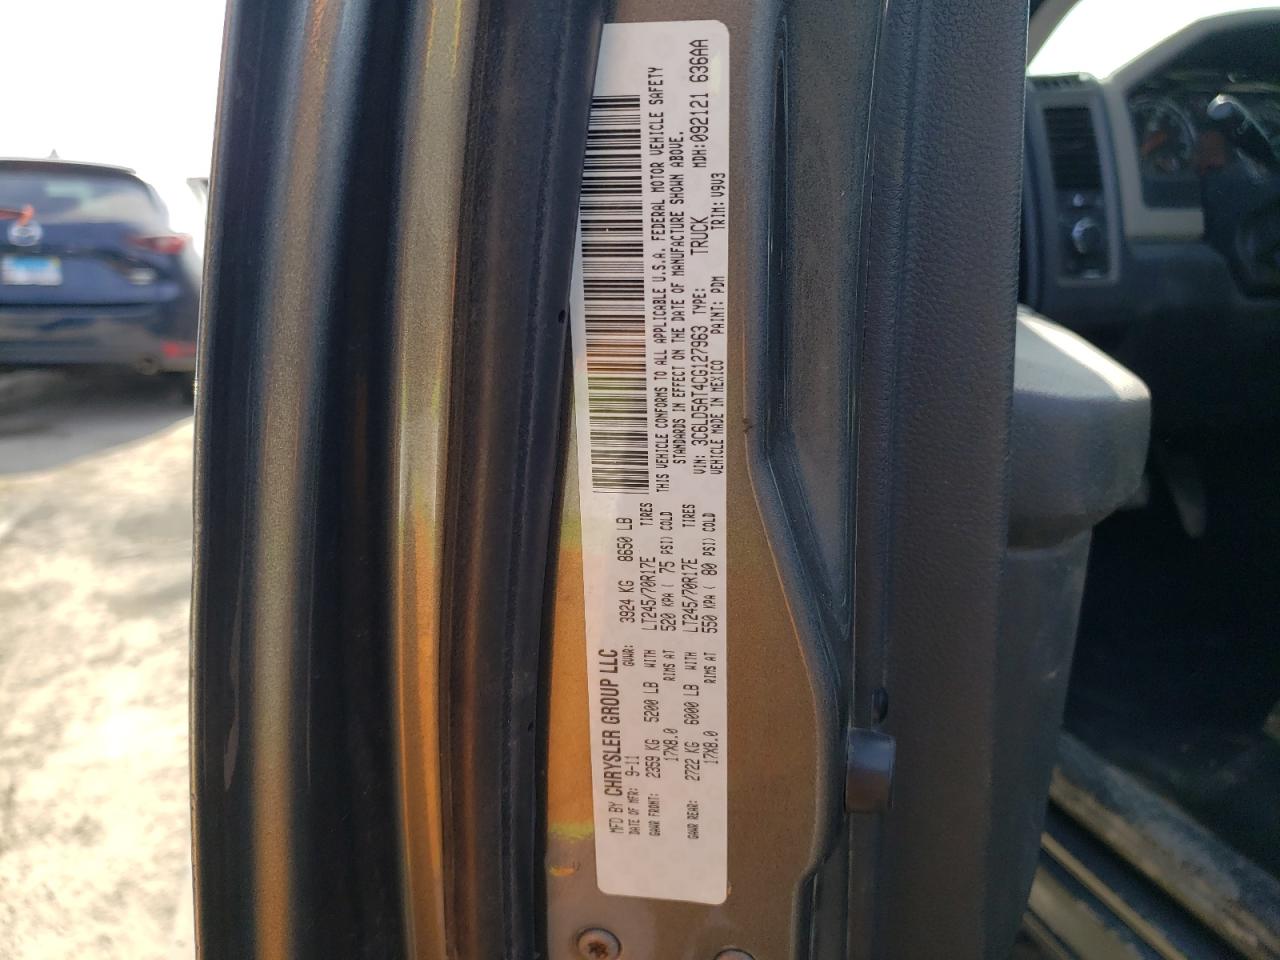 MFD BY CHRYSLER GROUP LLC
DATE OF MFR: 9-11 GVWR: 3924 KG 8650 LB
GAWR FRONT: 2359 KG 5200 LB WITH LT245/70R17E TIRES
17X8.0 RIMS AT 520 KPA ( 75 PSI) COLD
GAWR REAR: 2722 KG 6000 LB WITH LT245/70R17E TIRES
17X8.0 RIMS AT 550 KPA ( 80 PSI) COLD
THIS VEHICLE CONFORMS TO ALL APPLICABLE U.S.A. FEDERAL MOTOR VEHICLE SAFETY
STANDARDS IN EFFECT ON THE DATE OF MANUFACTURE SHOWN ABOVE.
VIN: 3C6LD5AT4CG127963 TYPE: TRUCK MDH: 092121 636AA
VEHICLE MADE IN MEXICO PAINT: PDM TRIM: V9V3